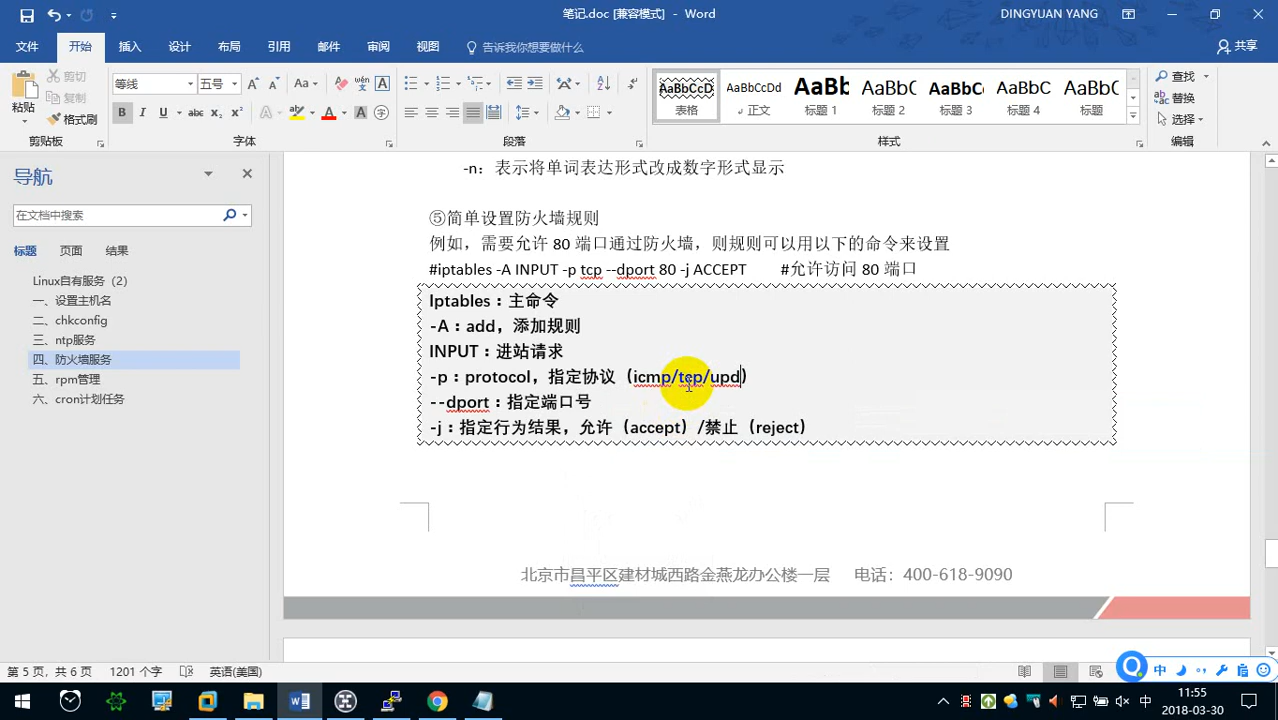 笔记.doc [兼容模式] - Word
DINGYUAN YANG
文件 开始 插入 设计 布局 引用 邮件 审阅 视图 告诉我你想要做什么 共享
粘贴
剪切
复制
格式刷
等线 五号
AaBbCcD AaBbCcDd AaBb AaBbC AaBbC AaBbC AaBbC
表格 正文 标题 1 标题 2 标题 3 标题 4 标题
查找
替换
选择
剪贴板 字体 段落 样式 编辑
导航
在文档中搜索
标题 页面 结果
Linux自有服务（2）
一、设置主机名
二、chkconfig
三、ntp服务
四、防火墙服务
五、rpm管理
六、cron计划任务
-n：表示将单词表达形式改成数字形式显示
⑤简单设置防火墙规则
例如，需要允许 80 端口通过防火墙，则规则可以用以下的命令来设置
#iptables -A INPUT -p tcp --dport 80 -j ACCEPT #允许访问 80 端口
Iptables：主命令
-A：add，添加规则
INPUT：进站请求
-p：protocol，指定协议（icmp/tcp/upd）
--dport：指定端口号
-j：指定行为结果，允许（accept）/禁止（reject）
北京市昌平区建材城西路金燕龙办公楼一层 电话：400-618-9090
第 5 页，共 6 页 1201 个字 英语(美国)
中
中 11:55
2018-03-30